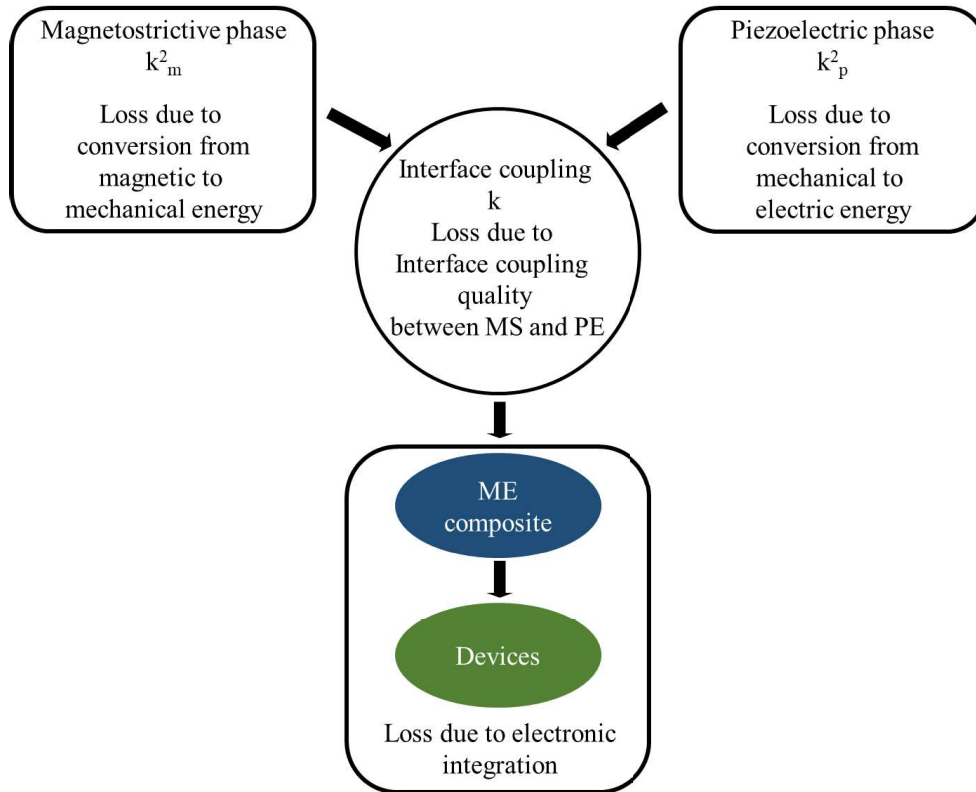 Magnetostrictive phase
k²ₘ
Loss due to
conversion from
magnetic to
mechanical energy
Piezoelectric phase
k²ₚ
Loss due to
conversion from
mechanical to
electric energy
Interface coupling
k
Loss due to
Interface coupling
quality
between MS and PE
ME
composite
Devices
Loss due to electronic
integration